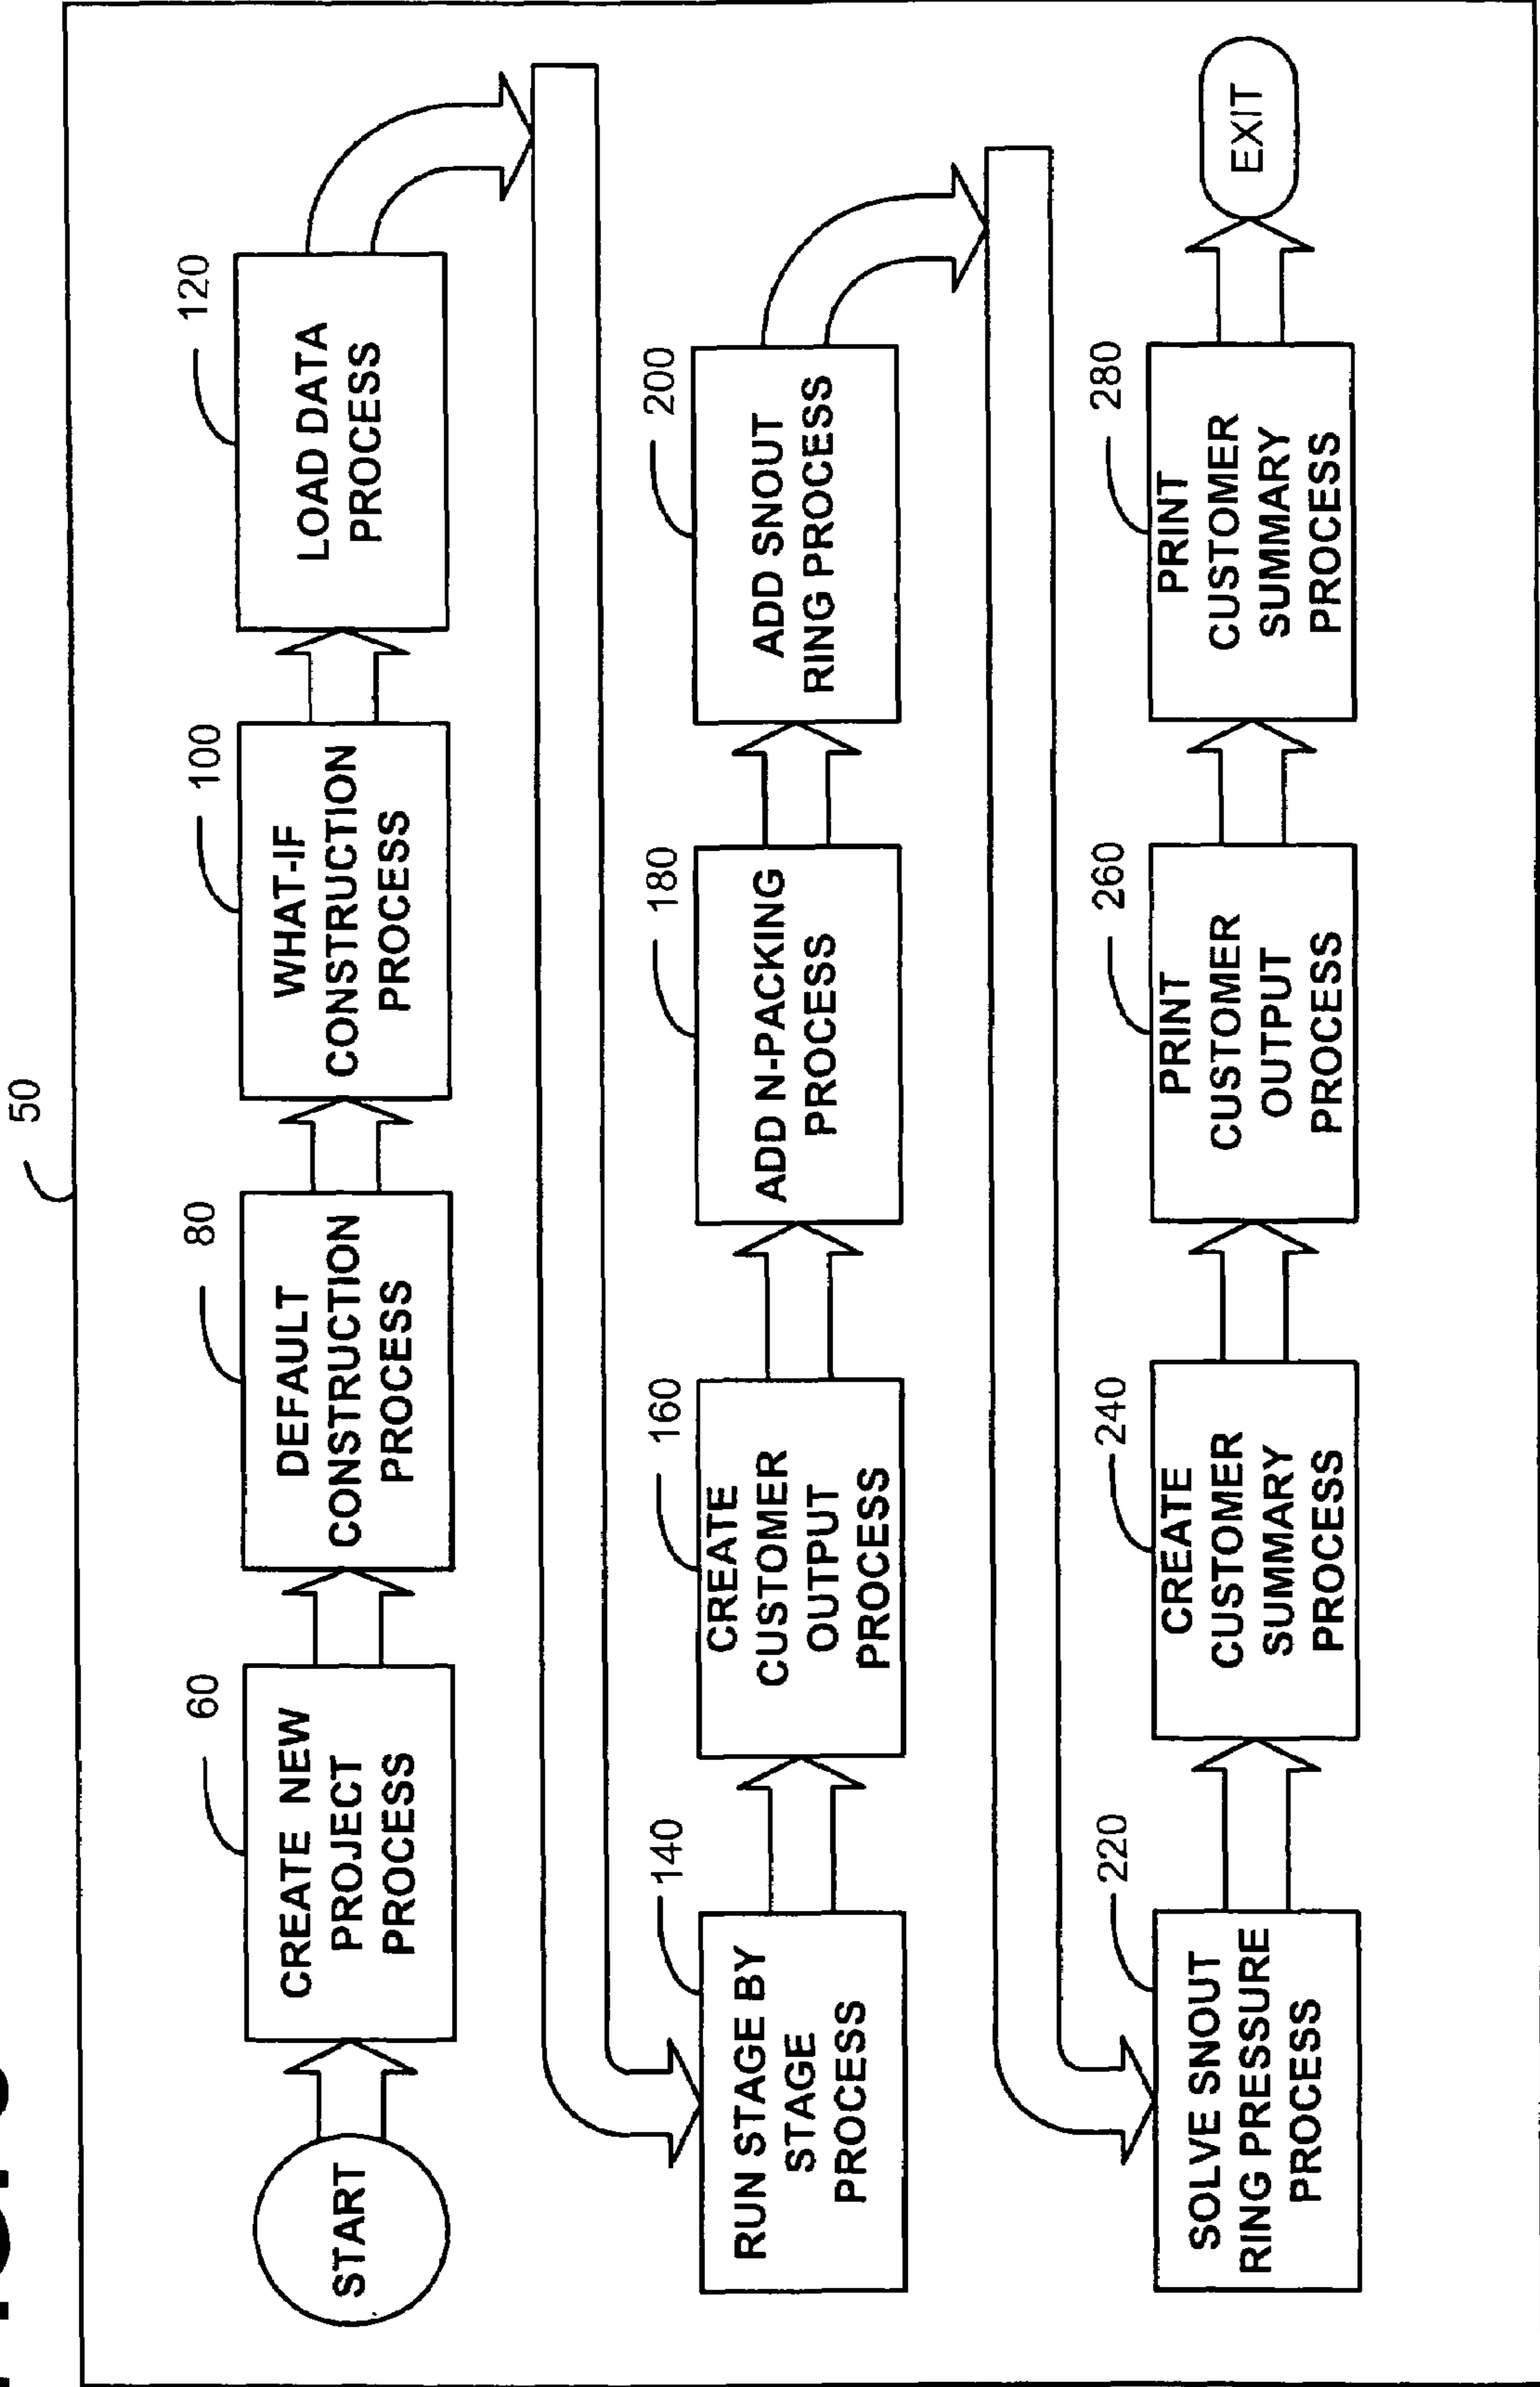 50
START
60
CREATE NEW
PROJECT
PROCESS
80
DEFAULT
CONSTRUCTION
PROCESS
100
WHAT-IF
CONSTRUCTION
PROCESS
120
LOAD DATA
PROCESS
140
RUN STAGE BY
STAGE
PROCESS
160
CREATE
CUSTOMER
OUTPUT
PROCESS
180
ADD N-PACKING
PROCESS
200
ADD SNOUT
RING PROCESS
220
SOLVE SNOUT
RING PRESSURE
PROCESS
240
CREATE
CUSTOMER
SUMMARY
PROCESS
260
PRINT
CUSTOMER
OUTPUT
PROCESS
280
PRINT
CUSTOMER
SUMMARY
PROCESS
EXIT